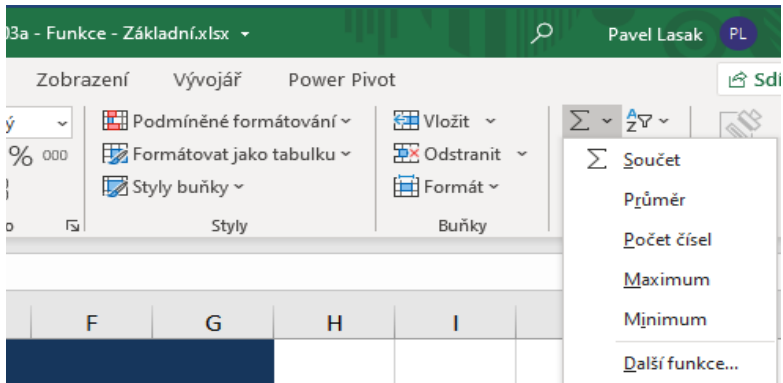 03a - Funkce - Základní.xlsx
Pavel Lasak
PL
Zobrazení Vývojář Power Pivot
Sdí
ý
Podmíněné formátování
Vložit
% 000
Formátovat jako tabulku
Odstranit
Styly buňky
Formát
Styly
Buňky
Součet
Průměr
Počet čísel
Maximum
Minimum
Další funkce...
F G H I